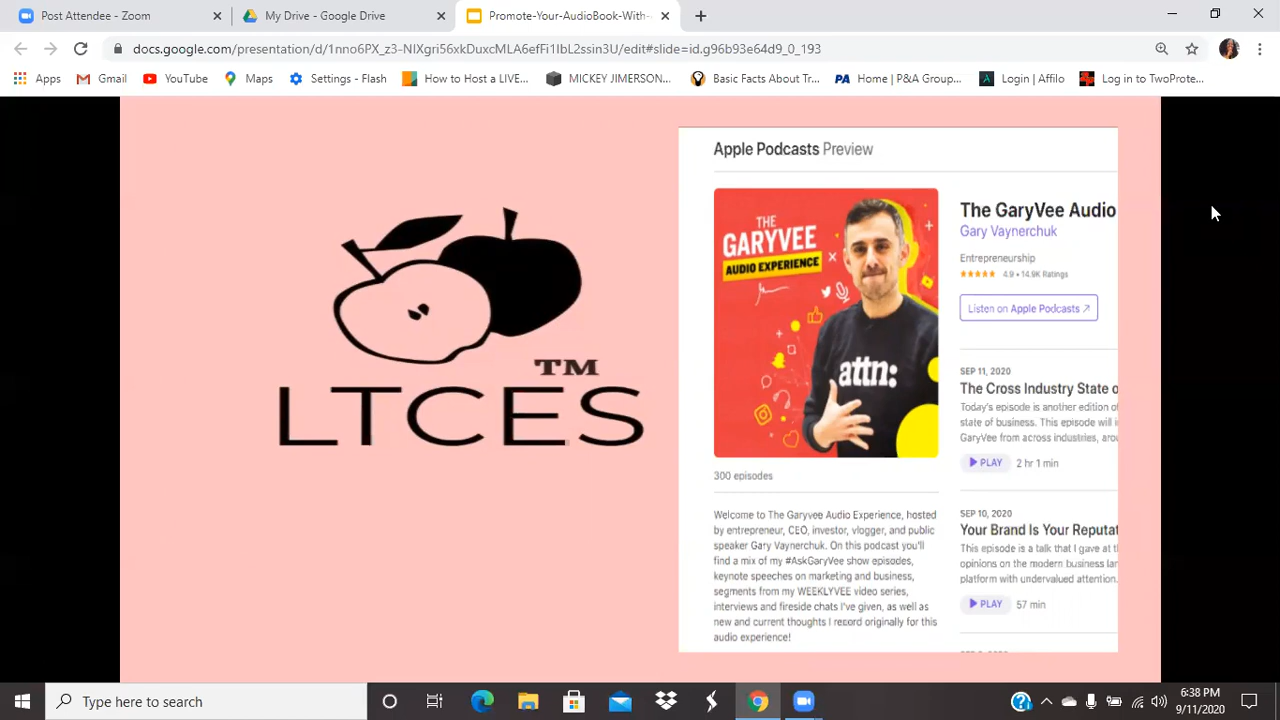 Post Attendee - Zoom
My Drive - Google Drive
Promote-Your-AudioBook-With-
docs.google.com/presentation/d/1nno6PX_z3-NIXgri56xkDuxcMLA6efFi1IbL2ssin3U/edit#slide=id.g96b93e64d9_0_193
Apps
Gmail
YouTube
Maps
Settings - Flash
How to Host a LIVE...
MICKEY JIMERSON...
Basic Facts About Tr...
PA Home | P&A Group...
Login | Affilo
Log in to TwoProte...
TM
LTCES
Apple Podcasts Preview
THE
GARYVEE
AUDIO EXPERIENCE
attn:
300 episodes
Welcome to The Garyvee Audio Experience, hosted
by entrepreneur, CEO, investor, vlogger, and public
speaker Gary Vaynerchuk. On this podcast you'll
find a mix of my #AskGaryVee show episodes,
keynote speeches on marketing and business,
segments from my WEEKLYVEE video series,
interviews and fireside chats I've given, as well as
new and current thoughts I record originally for this
audio experience!
The GaryVee Audio
Gary Vaynerchuk
Entrepreneurship
★★★★★ 4.9 • 14.9K Ratings
Listen on Apple Podcasts ↗
SEP 11, 2020
The Cross Industry State o
Today's episode is another edition of
state of business. This episode will i
GaryVee from across industries, arou
PLAY 2 hr 1 min
SEP 10, 2020
Your Brand Is Your Reputat
This episode is a talk that I gave at t
opinions on the modern business lan
platform with undervalued attention.
PLAY 57 min
Type here to search
6:38 PM
9/11/2020